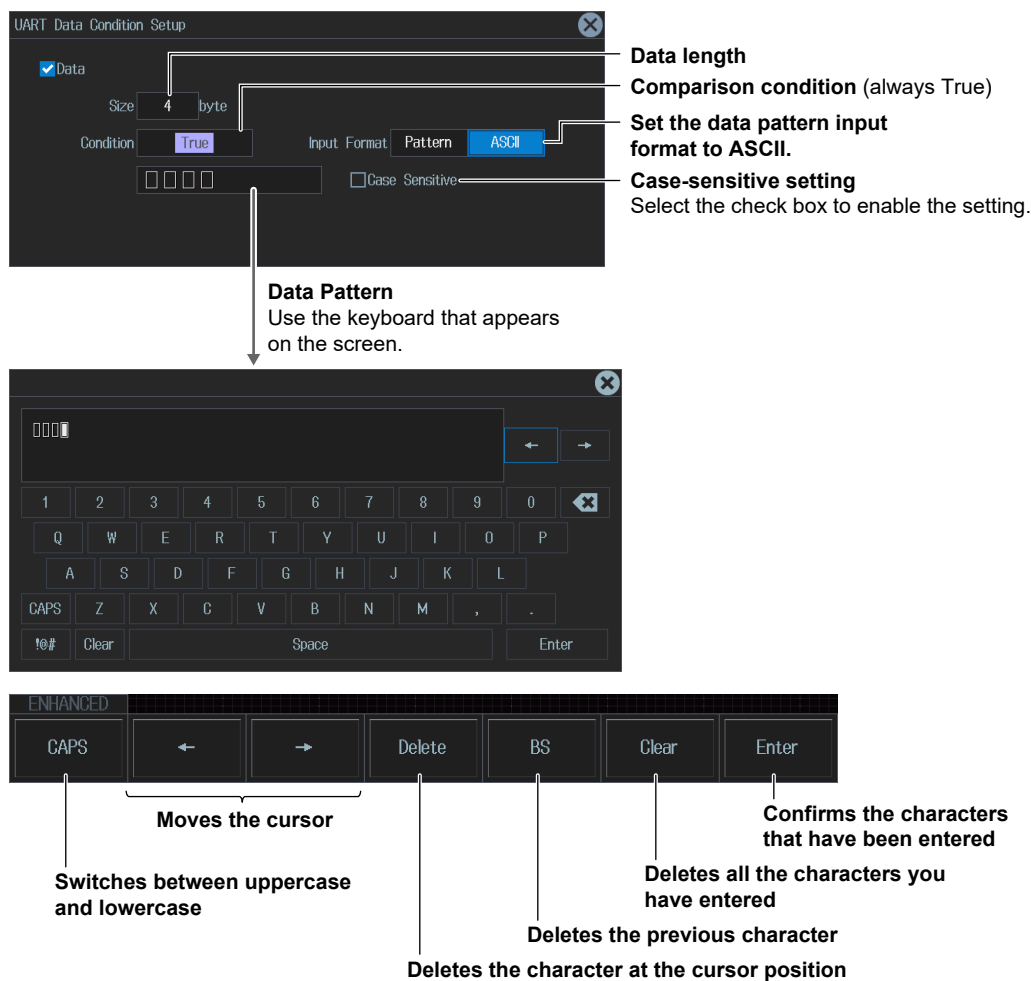 UART Data Condition Setup
Data
Size 4 byte
Condition True Input Format Pattern ASCII
Case Sensitive
Data length
Comparison condition (always True)
Set the data pattern input
format to ASCII.
Case-sensitive setting
Select the check box to enable the setting.
Data Pattern
Use the keyboard that appears
on the screen.
← →
1 2 3 4 5 6 7 8 9 0
Q W E R T Y U I O P
A S D F G H J K L
CAPS Z X C V B N M , .
!@# Clear Space Enter
ENHANCED
CAPS ← → Delete BS Clear Enter
Moves the cursor
Confirms the characters
that have been entered
Switches between uppercase
and lowercase
Deletes all the characters you
have entered
Deletes the previous character
Deletes the character at the cursor position